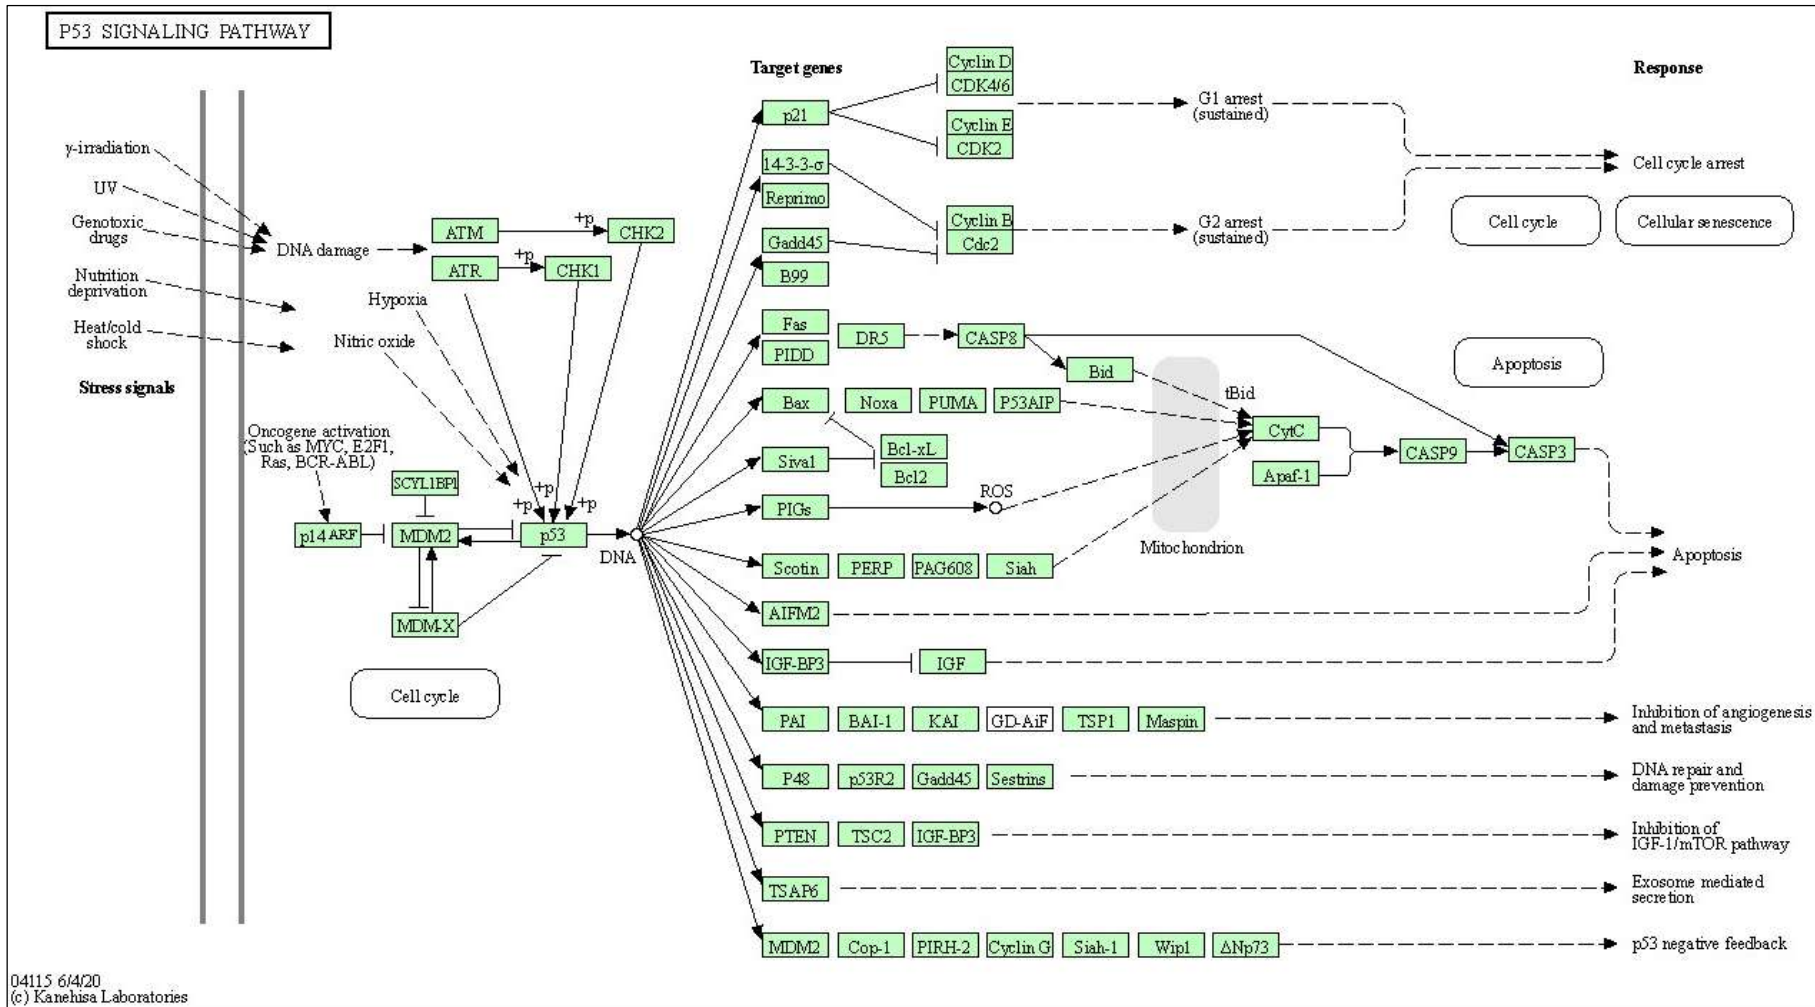 P53 SIGNALING PATHWAY
Target genes
Response
γ-irradiation
UV
Genotoxic
drugs
Nutrition
deprivation
Heat/cold
shock
Stress signals
DNA damage
ATM
+p
CHK2
ATR
+p
CHK1
Hypoxia
Nitric oxide
Oncogene activation
(Such as MYC, E2F1,
Ras, BCR-ABL)
SCYL1BP1
+p
+p
+p
p14 ARF
MDM2
p53
DNA
MDM-X
Cell cycle
p21
Cyclin D
CDK4/6
Cyclin E
CDK2
G1 arrest
(sustained)
14-3-3-σ
Reprimo
Gadd45
B99
Cyclin B
Cdc2
G2 arrest
(sustained)
Cell cycle arrest
Cell cycle
Cellular senescence
Fas
PIDD
DR5
CASP8
Bid
tBid
Apoptosis
Bax
Noxa
PUMA
P53AIP
CytC
Siva1
Bcl-xL
Bcl2
Apaf-1
CASP9
CASP3
PIGs
ROS
Mitochondrion
Scotin
PERP
PAG608
Siah
Apoptosis
AIFM2
IGF-BP3
IGF
PAI
BAI-1
KAI
GD-AiF
TSP1
Maspin
Inhibition of angiogenesis
and metastasis
P48
p53R2
Gadd45
Sestrins
DNA repair and
damage prevention
PTEN
TSC2
IGF-BP3
Inhibition of
IGF-1/mTOR pathway
TSAP6
Exosome mediated
secretion
MDM2
Cop-1
PIRH-2
Cyclin G
Siah-1
Wip1
ΔNp73
p53 negative feedback
04115 6/4/20
(c) Kanehisa Laboratories